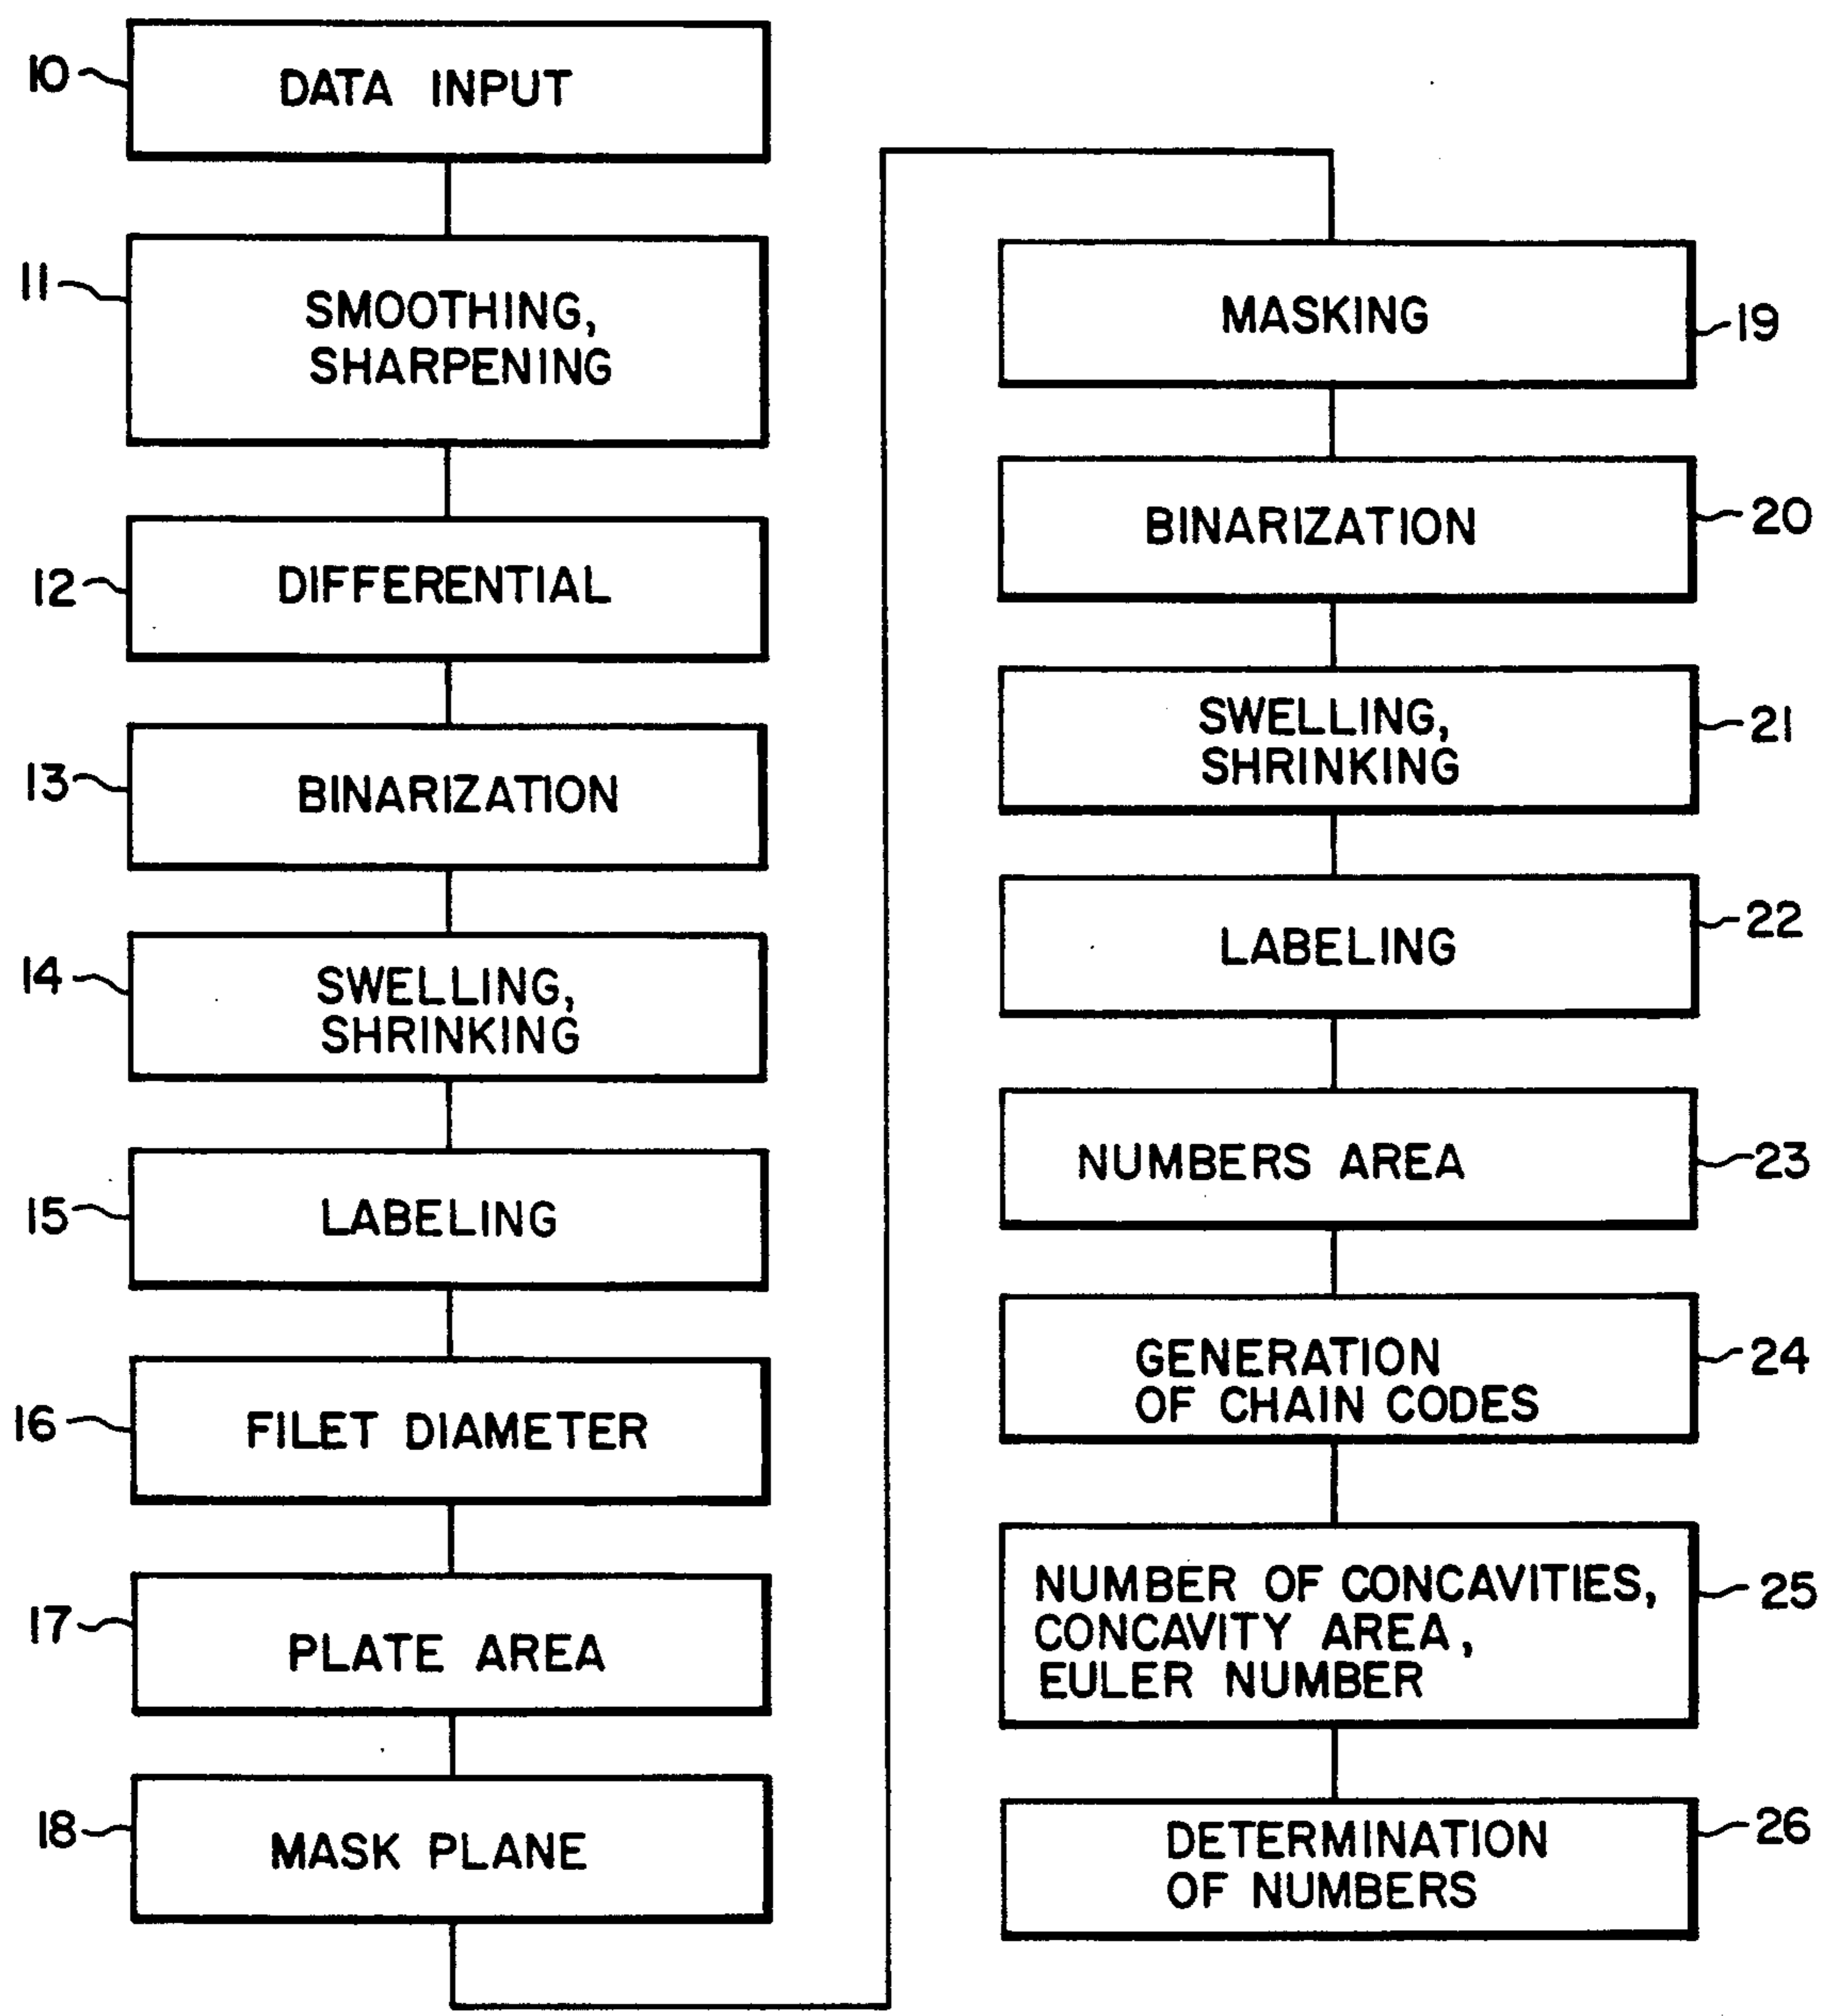 10
DATA INPUT
11
SMOOTHING,
SHARPENING
12
DIFFERENTIAL
13
BINARIZATION
14
SWELLING,
SHRINKING
15
LABELING
16
FILET DIAMETER
17
PLATE AREA
18
MASK PLANE
MASKING
19
BINARIZATION
20
SWELLING,
SHRINKING
21
LABELING
22
NUMBERS AREA
23
GENERATION
OF CHAIN CODES
24
NUMBER OF CONCAVITIES,
CONCAVITY AREA,
EULER NUMBER
25
DETERMINATION
OF NUMBERS
26